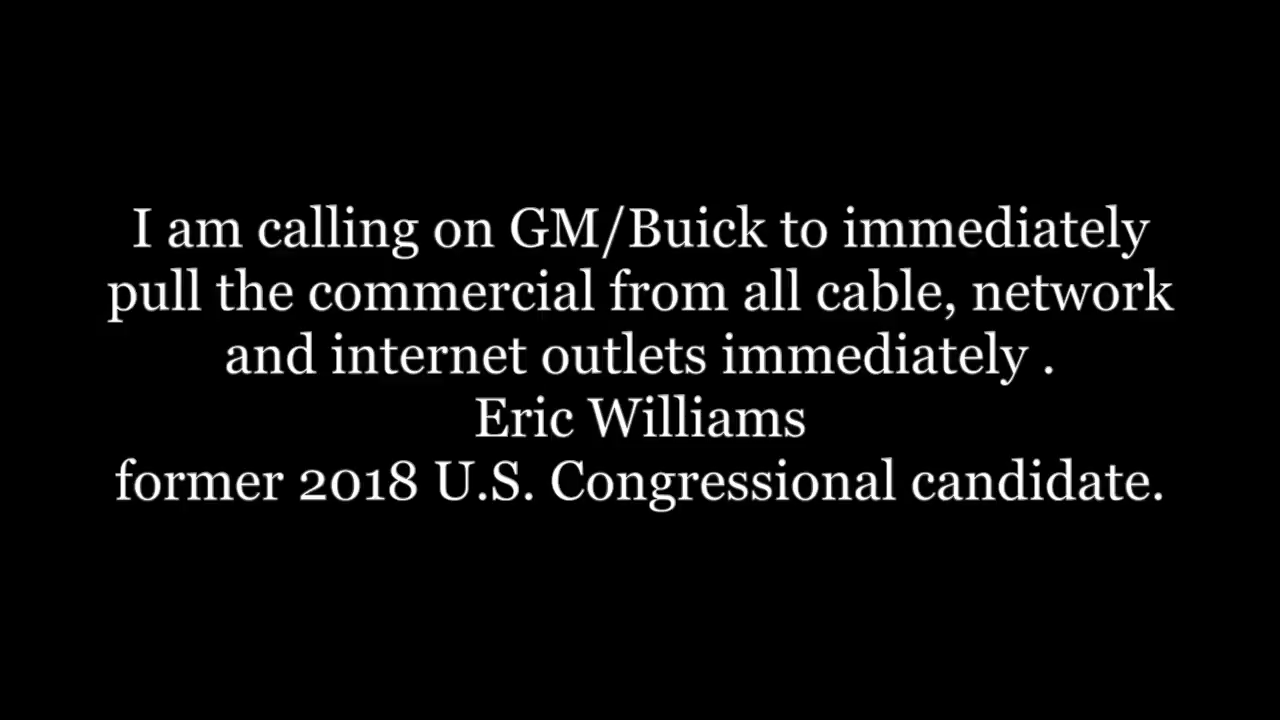 I am calling on GM/Buick to immediately
pull the commercial from all cable, network
and internet outlets immediately .
Eric Williams
former 2018 U.S. Congressional candidate.